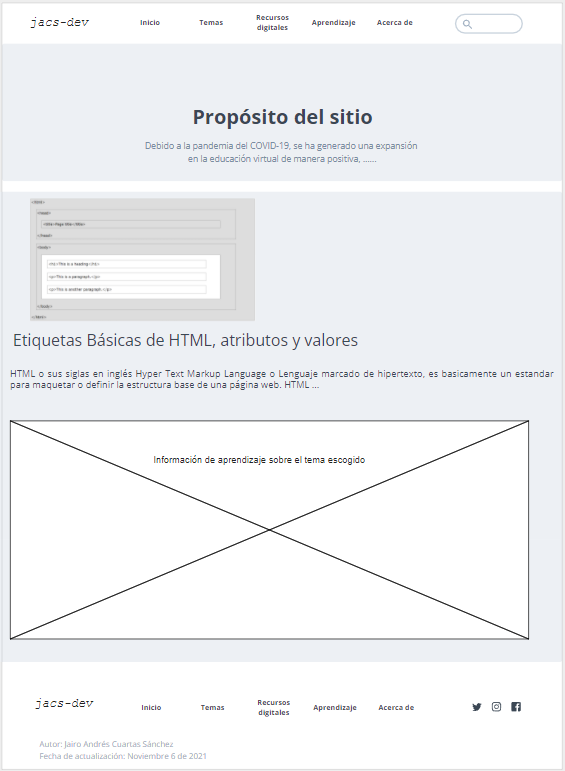 jacs-dev
Inicio
Temas
Recursos
digitales
Aprendizaje
Acerca de
Propósito del sitio
Debido a la pandemia del COVID-19, se ha generado una expansión
en la educación virtual de manera positiva, ......
<html>
<head>
<title>Page title</title>
</head>
<body>
<h1>This is a heading</h1>
<p>This is a paragraph.</p>
<p>This is another paragraph.</p>
</body>
</html>
Etiquetas Básicas de HTML, atributos y valores
HTML o sus siglas en inglés Hyper Text Markup Language o Lenguaje marcado de hipertexto, es basicamente un estandar
para maquetar o definir la estructura base de una página web. HTML ...
Información de aprendizaje sobre el tema escogido
jacs-dev
Inicio
Temas
Recursos
digitales
Aprendizaje
Acerca de
Autor: Jairo Andrés Cuartas Sánchez
Fecha de actualización: Noviembre 6 de 2021